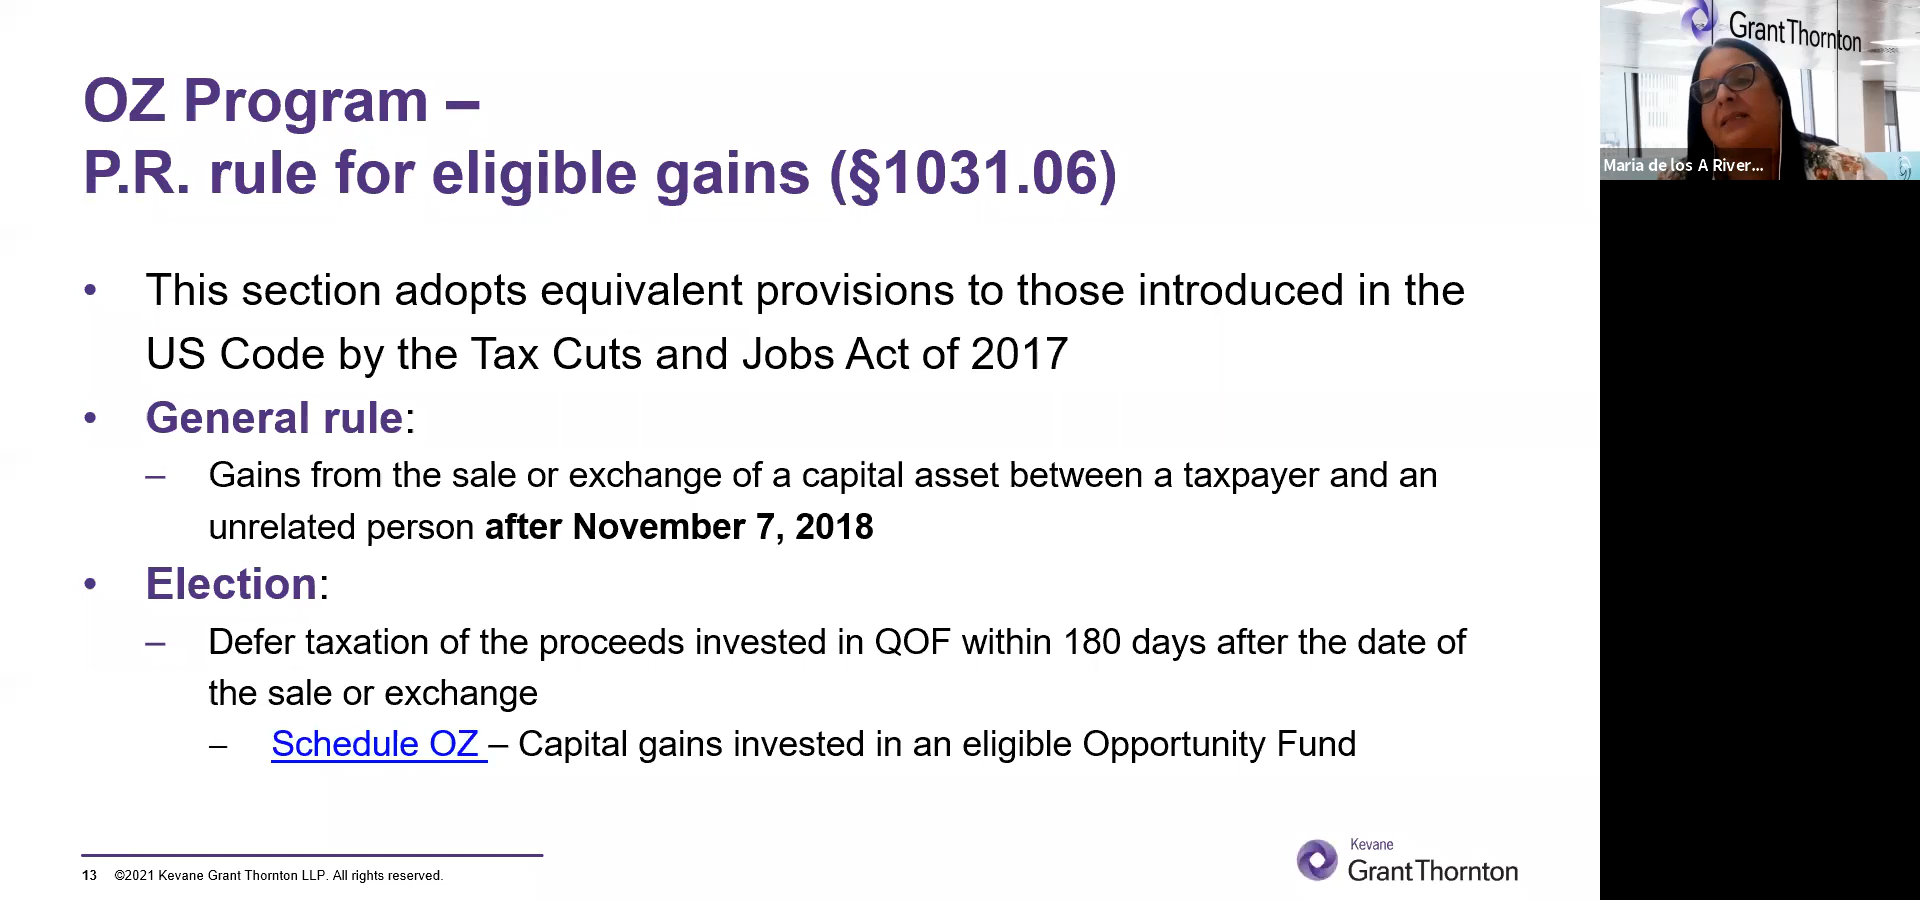 OZ Program –
P.R. rule for eligible gains (§1031.06)
• This section adopts equivalent provisions to those introduced in the
US Code by the Tax Cuts and Jobs Act of 2017
• General rule:
– Gains from the sale or exchange of a capital asset between a taxpayer and an
unrelated person after November 7, 2018
• Election:
– Defer taxation of the proceeds invested in QOF within 180 days after the date of
the sale or exchange
– Schedule OZ – Capital gains invested in an eligible Opportunity Fund
13 ©2021 Kevane Grant Thornton LLP. All rights reserved.
Kevane
GrantThornton
GrantThornton
Maria de los A River...